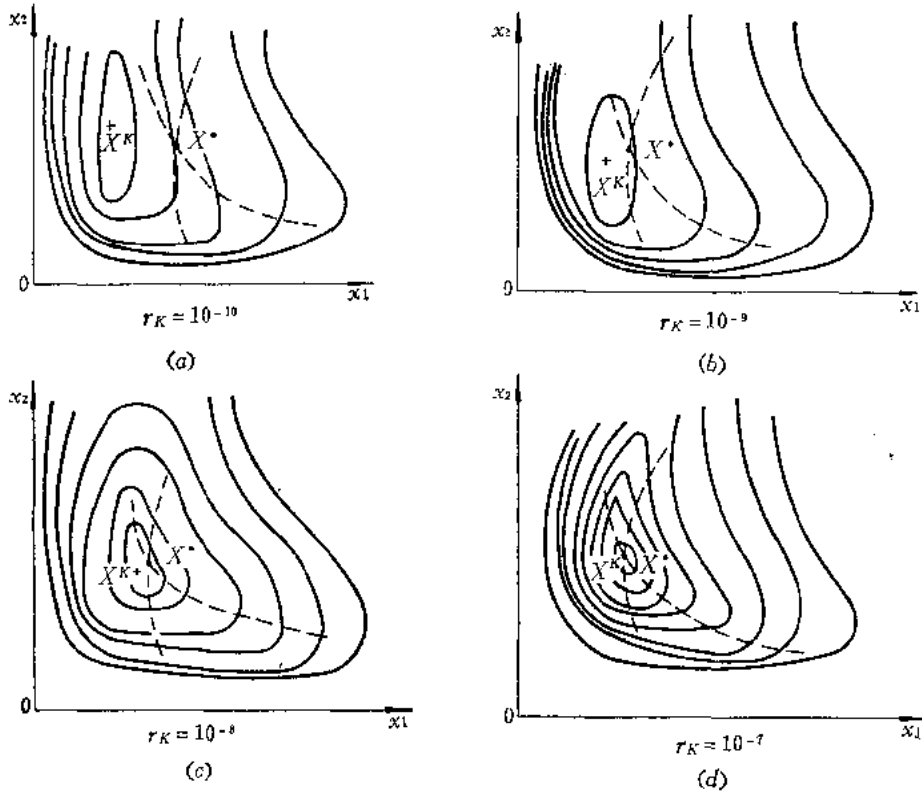 x₂
X^K
X*
0
x₁
r_K = 10⁻¹⁰
(a)
x₂
X*
X^K
0
x₁
r_K = 10⁻⁹
(b)
x₂
X*
X^K
0
x₁
r_K = 10⁻⁸
(c)
x₂
X^K X*
0
x₁
r_K = 10⁻⁷
(d)